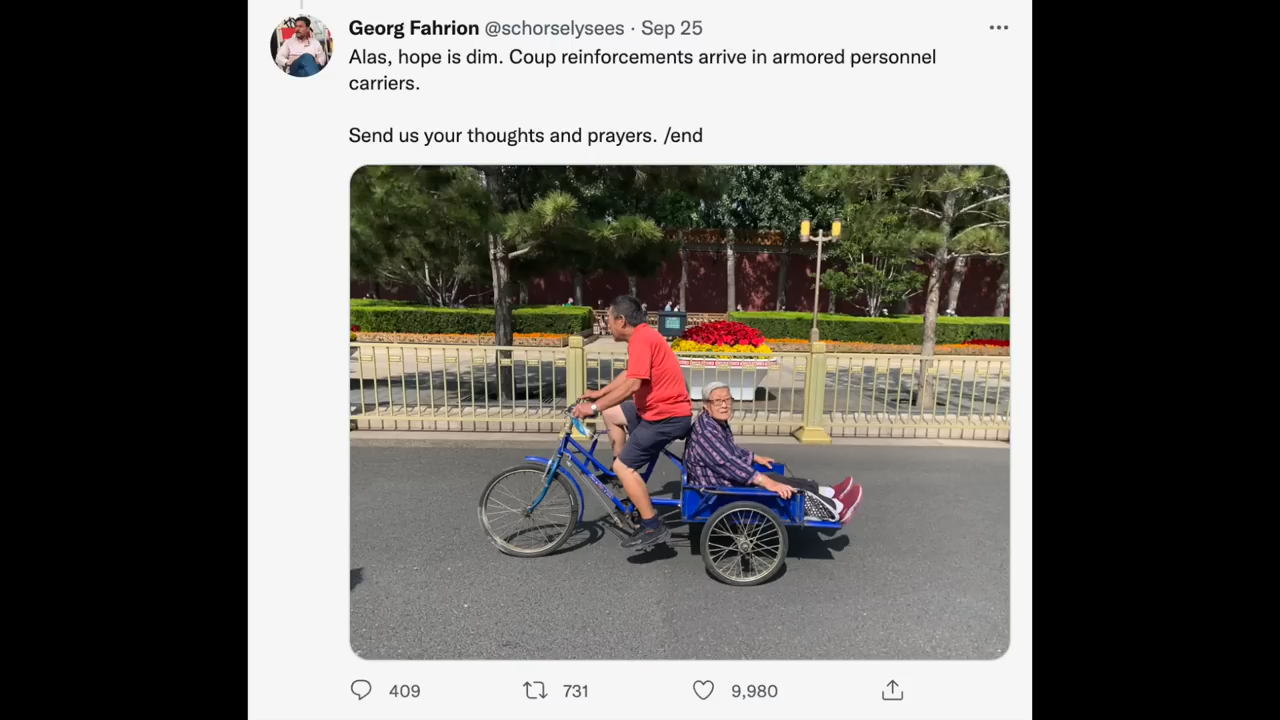 Georg Fahrion @schorselysees · Sep 25
Alas, hope is dim. Coup reinforcements arrive in armored personnel
carriers.
Send us your thoughts and prayers. /end
409 731 9,980